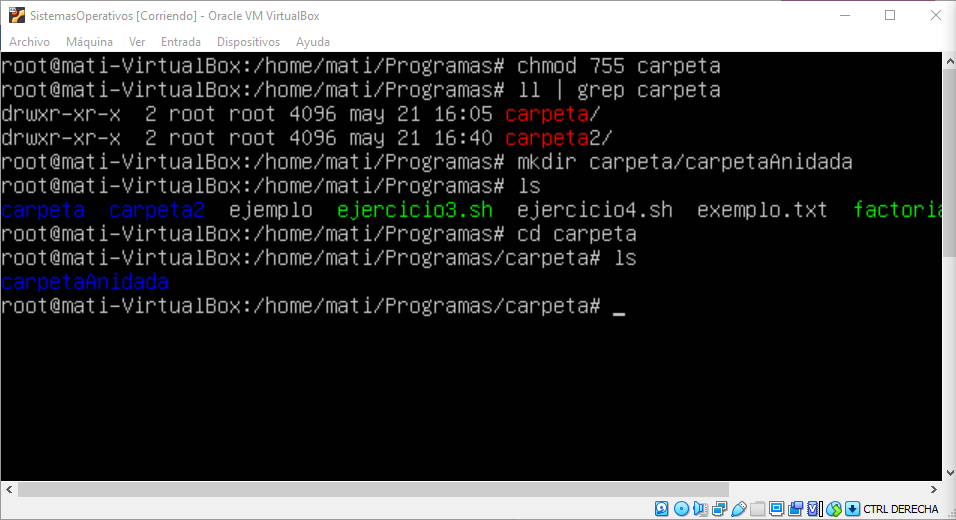 SistemasOperativos [Corriendo] - Oracle VM VirtualBox
Archivo Máquina Ver Entrada Dispositivos Ayuda
root@mati-VirtualBox:/home/mati/Programas# chmod 755 carpeta
root@mati-VirtualBox:/home/mati/Programas# ll | grep carpeta
drwxr-xr-x  2 root root 4096 may 21 16:05 carpeta/
drwxr-xr-x  2 root root 4096 may 21 16:40 carpeta2/
root@mati-VirtualBox:/home/mati/Programas# mkdir carpeta/carpetaAnidada
root@mati-VirtualBox:/home/mati/Programas# ls
carpeta  carpeta2  ejemplo  ejercicio3.sh  ejercicio4.sh  exemplo.txt  factoria
root@mati-VirtualBox:/home/mati/Programas# cd carpeta
root@mati-VirtualBox:/home/mati/Programas/carpeta# ls
carpetaAnidada
root@mati-VirtualBox:/home/mati/Programas/carpeta# _
CTRL DERECHA